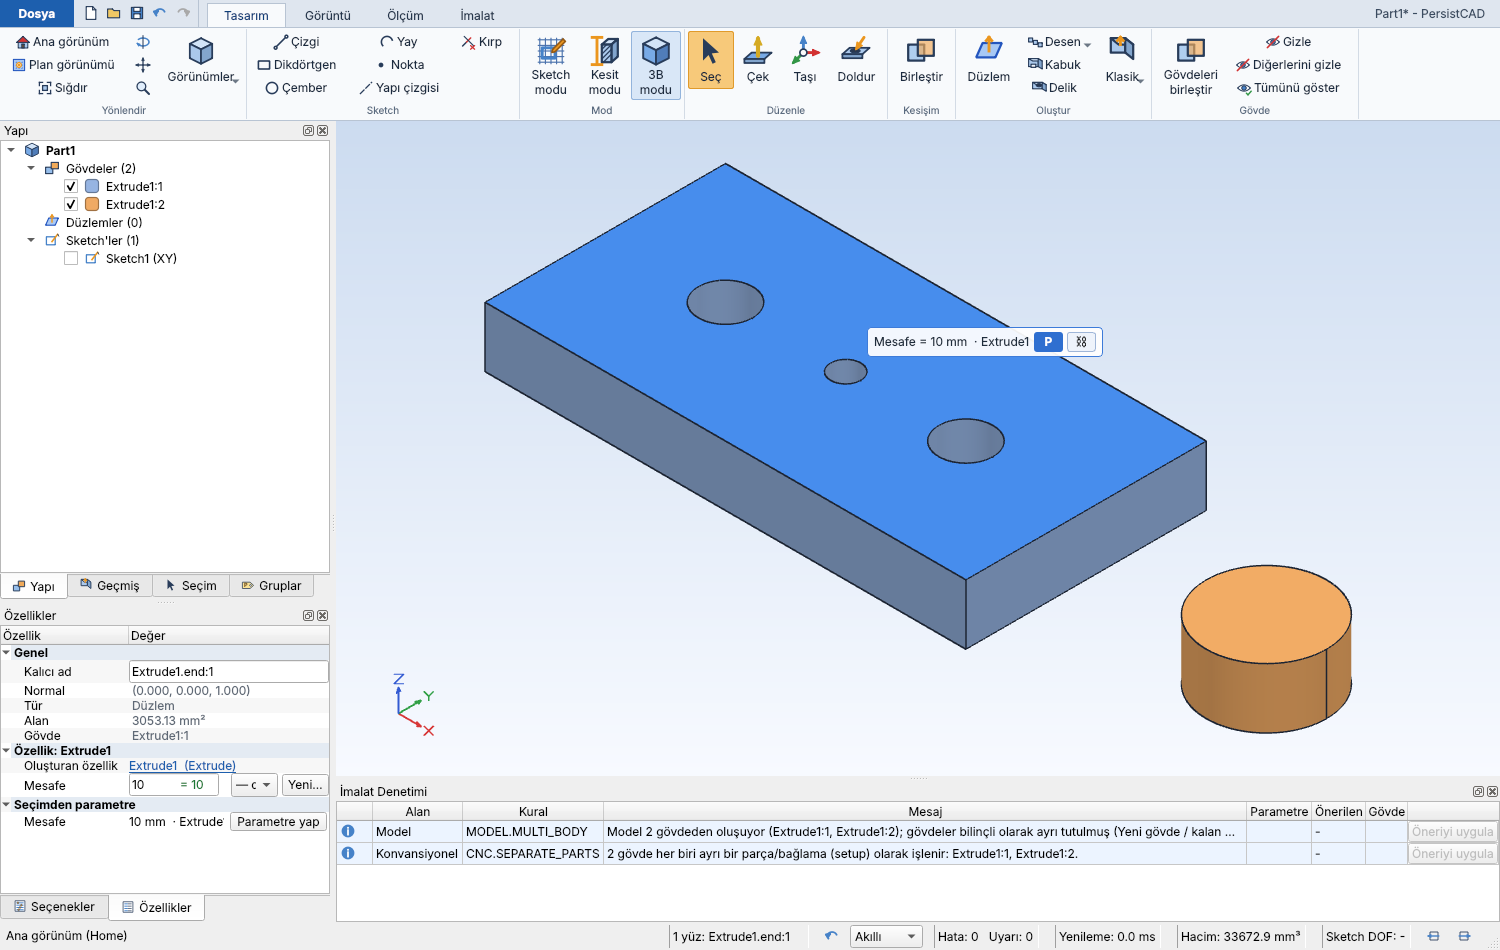 Dosya
Tasarım
Görüntü
Ölçüm
İmalat
Part1* - PersistCAD
Ana görünüm
Plan görünümü
Sığdır
Görünümler
Yönlendir
Çizgi
Dikdörtgen
Çember
Yay
Nokta
Yapı çizgisi
Kırp
Sketch
Sketch modu
Kesit modu
3B modu
Mod
Seç
Çek
Taşı
Doldur
Düzenle
Birleştir
Kesişim
Düzlem
Desen
Kabuk
Delik
Klasik
Oluştur
Gövdeleri birleştir
Gizle
Diğerlerini gizle
Tümünü göster
Gövde
Yapı
Part1
Gövdeler (2)
Extrude1:1
Extrude1:2
Düzlemler (0)
Sketch'ler (1)
Sketch1 (XY)
Yapı
Geçmiş
Seçim
Gruplar
Özellikler
Özellik Değer
Genel
Kalıcı ad Extrude1.end:1
Normal (0.000, 0.000, 1.000)
Tür Düzlem
Alan 3053.13 mm²
Gövde Extrude1:1
Özellik: Extrude1
Oluşturan özellik Extrude1 (Extrude)
Mesafe 10 = 10 Yeni...
Seçimden parametre
Mesafe 10 mm · Extrude Parametre yap
Seçenekler
Özellikler
Mesafe = 10 mm · Extrude1 P
Z
Y
X
İmalat Denetimi
Alan Kural Mesaj Parametre Önerilen Gövde
Model MODEL.MULTI_BODY Model 2 gövdeden oluşuyor (Extrude1:1, Extrude1:2); gövdeler bilinçli olarak ayrı tutulmuş (Yeni gövde / kalan ... - Öneriyi uygula
Konvansiyonel CNC.SEPARATE_PARTS 2 gövde her biri ayrı bir parça/bağlama (setup) olarak işlenir: Extrude1:1, Extrude1:2. - Öneriyi uygula
Ana görünüm (Home)
1 yüz: Extrude1.end:1
Akıllı
Hata: 0 Uyarı: 0
Yenileme: 0.0 ms
Hacim: 33672.9 mm³
Sketch DOF: -